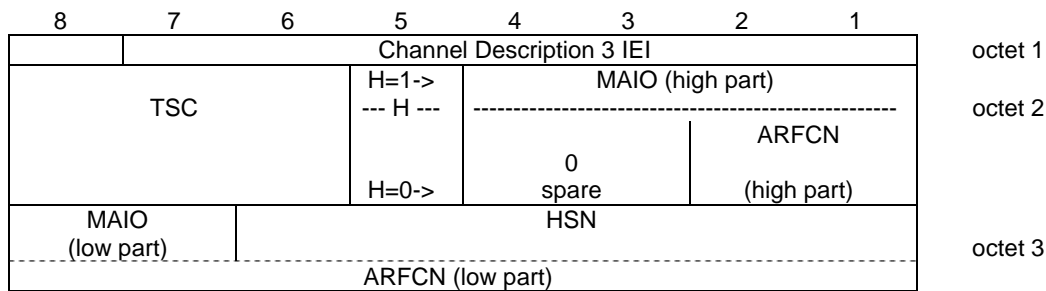 8 7 6 5 4 3 2 1
Channel Description 3 IEI octet 1
H=1-> MAIO (high part)
TSC --- H --- ----------------------------------------------------- octet 2
ARFCN
0
H=0-> spare (high part)
MAIO HSN
(low part) octet 3
ARFCN (low part)